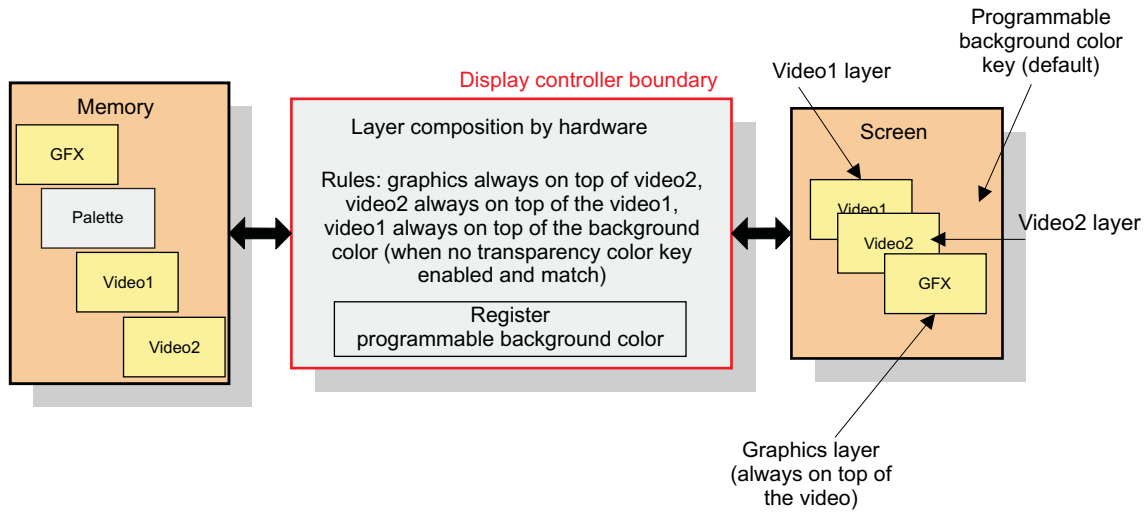 Programmable
background color
key (default)
Display controller boundary
Video1 layer
Memory
GFX
Palette
Video1
Video2
Layer composition by hardware
Rules: graphics always on top of video2,
video2 always on top of the video1,
video1 always on top of the background
color (when no transparency color key
enabled and match)
Register
programmable background color
Screen
Video1
Video2
GFX
Video2 layer
Graphics layer
(always on top of
the video)